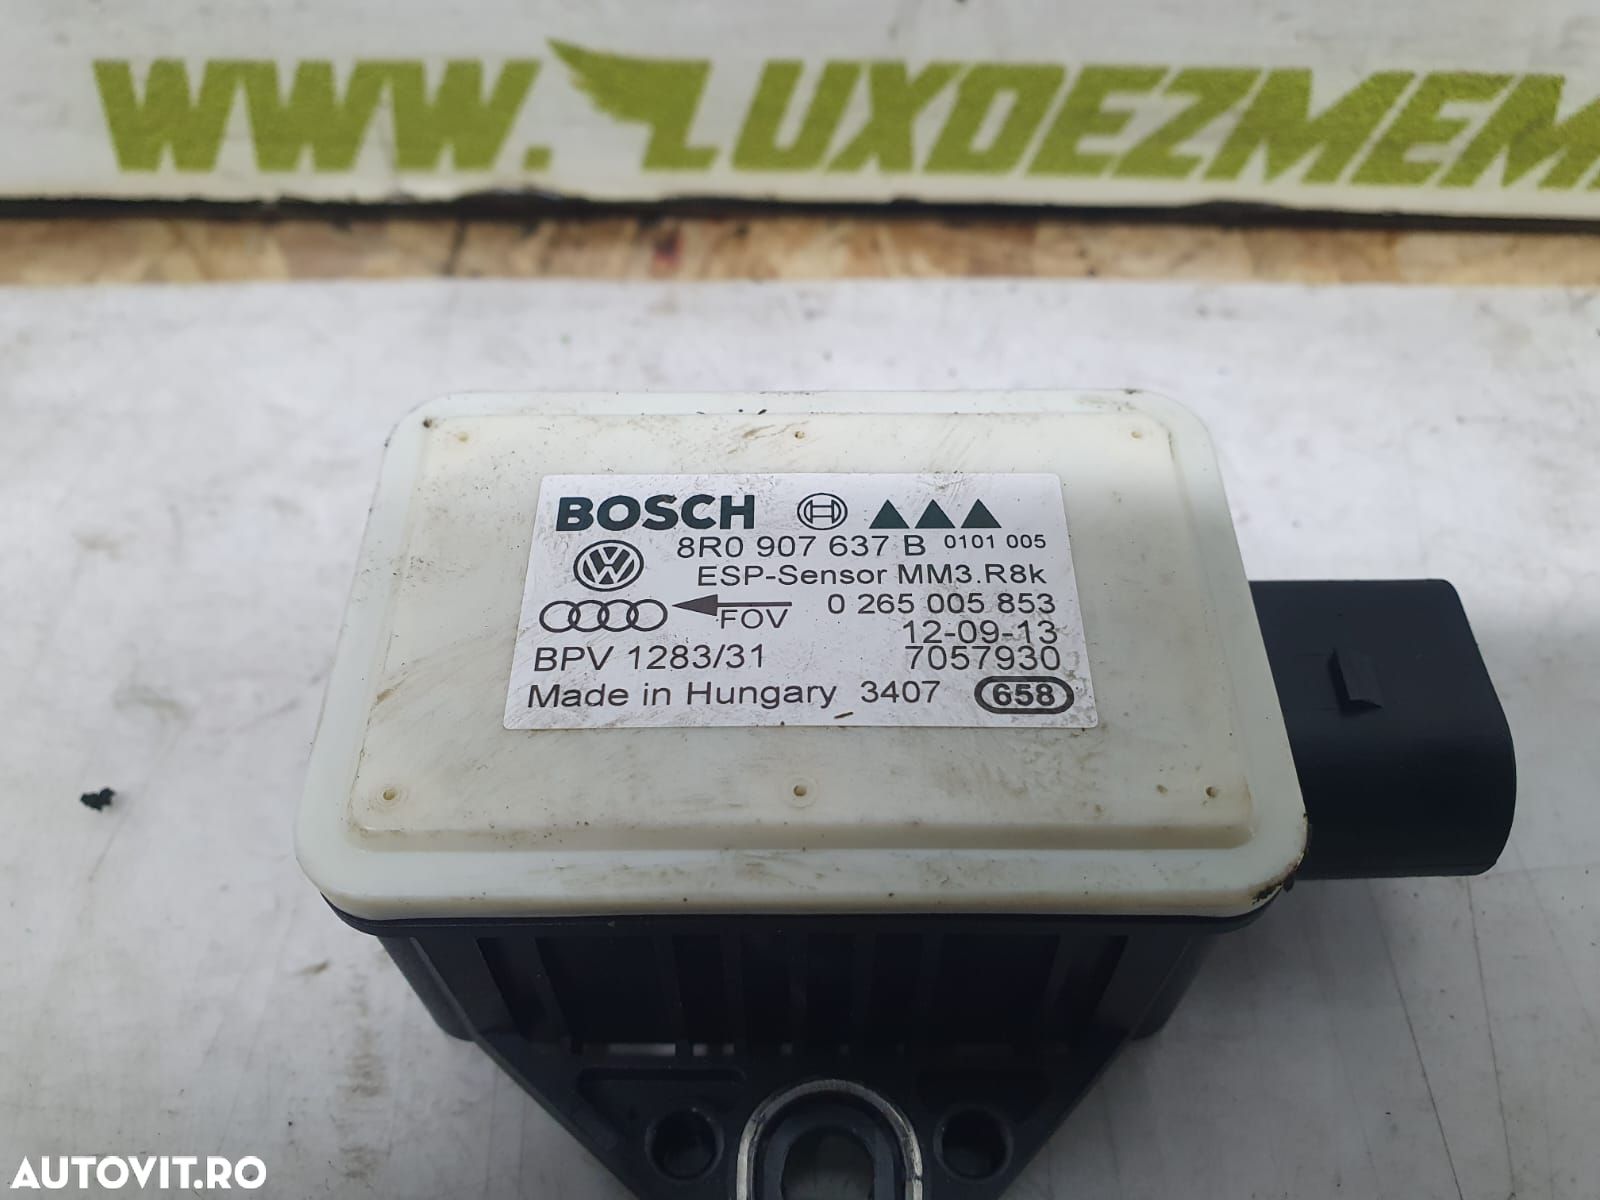 WWW.LUXDEZMEM
BOSCH
8R0 907 637 B 0101 005
ESP-Sensor MM3.R8k
FOV 0 265 005 853
12-09-13
BPV 1283/31 7057930
Made in Hungary 3407 658
AUTOVIT.RO